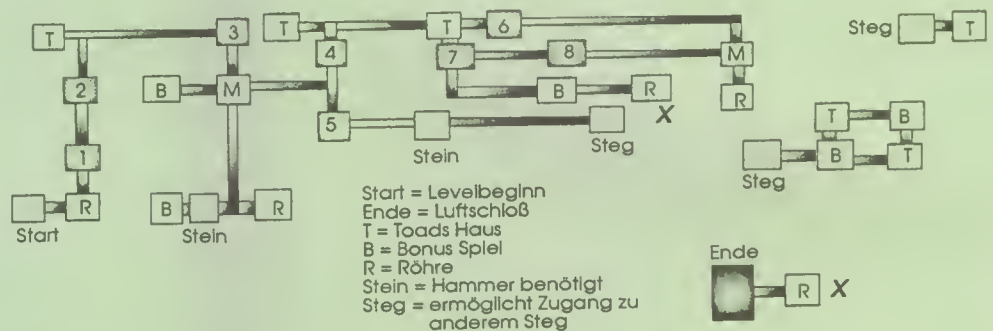 T 3 T 4 T 6 Steg T
2 B M 7 8 M
B R X R T B
5 Stein Steg
1 Steg B T
Start R B Stein R
Start = Levelbeginn
Ende = Luftschloß
T = Toads Haus
B = Bonus Spiel
R = Röhre
Stein = Hammer benötigt
Steg = ermöglicht Zugang zu
anderem Steg
Ende
R X